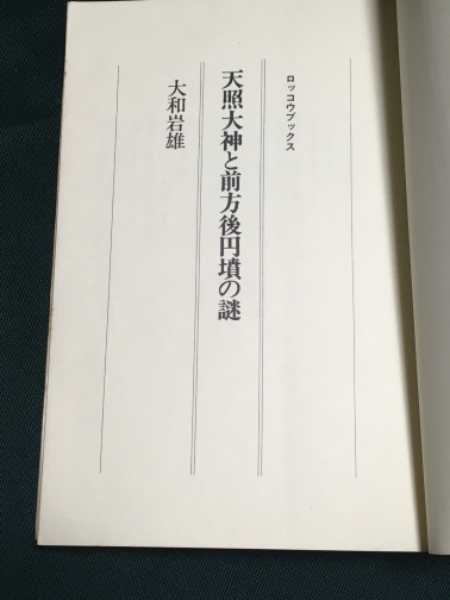 ロッコウブックス
天照大神と前方後円墳の謎
大和岩雄